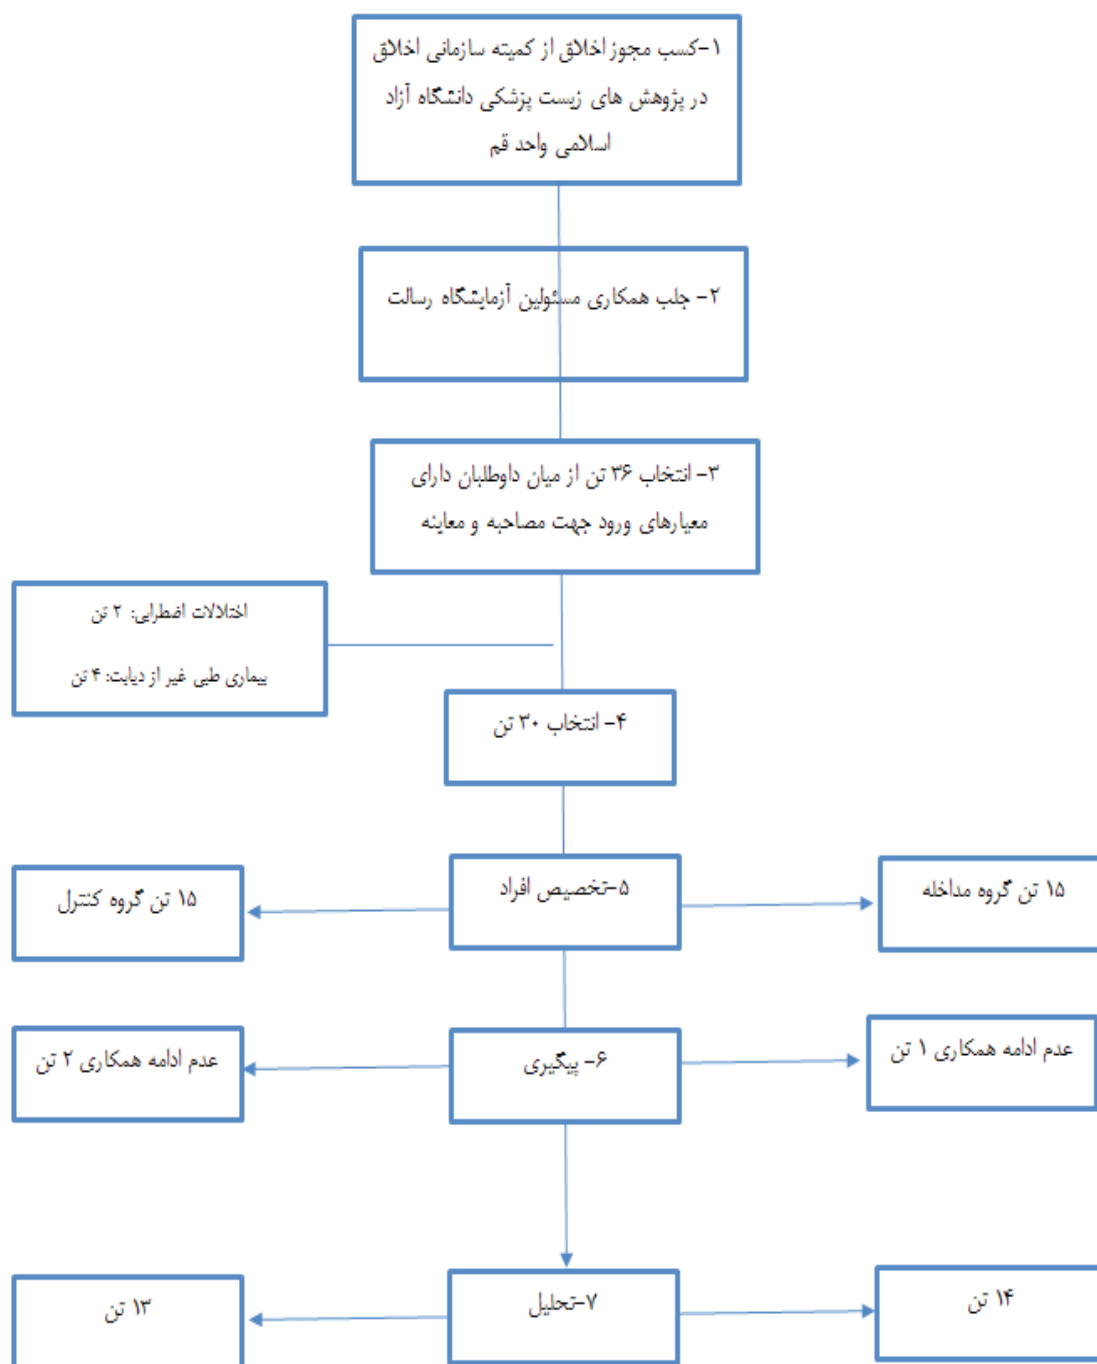 ۱-کسب مجوز اخلاق از کمیته سازمانی اخلاق
در پژوهش های زیست پزشکی دانشگاه آزاد
اسلامی واحد قم
۲- جلب همکاری مسئولین آزمایشگاه رسالت
۳- انتخاب ۳۶ تن از میان داوطلبان دارای
معیارهای ورود جهت مصاحبه و معاینه
اختلالات اضطرابی: ۲ تن
بیماری طبی غیر از دیابت: ۴ تن
۴- انتخاب ۳۰ تن
۵-تخصیص افراد
۱۵ تن گروه مداخله
۱۵ تن گروه کنترل
۶- پیگیری
عدم ادامه همکاری ۱ تن
عدم ادامه همکاری ۲ تن
۷-تحلیل
۱۴ تن
۱۳ تن